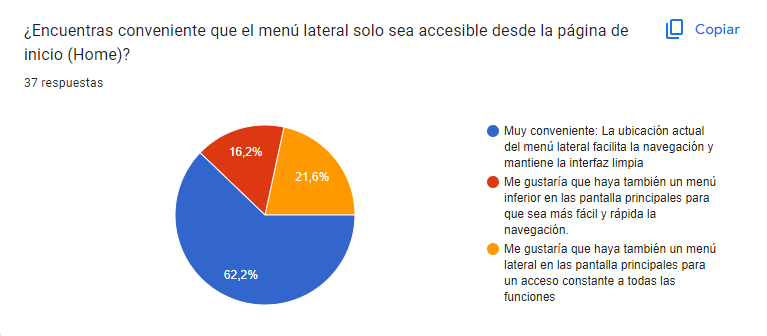 ¿Encuentras conveniente que el menú lateral solo sea accesible desde la página de
inicio (Home)?
Copiar
37 respuestas
16,2%
21,6%
62,2%
Muy conveniente: La ubicación actual
del menú lateral facilita la navegación y
mantiene la interfaz limpia
Me gustaría que haya también un menú
inferior en las pantalla principales para
que sea más fácil y rápida la
navegación.
Me gustaría que haya también un menú
lateral en las pantalla principales para
un acceso constante a todas las
funciones